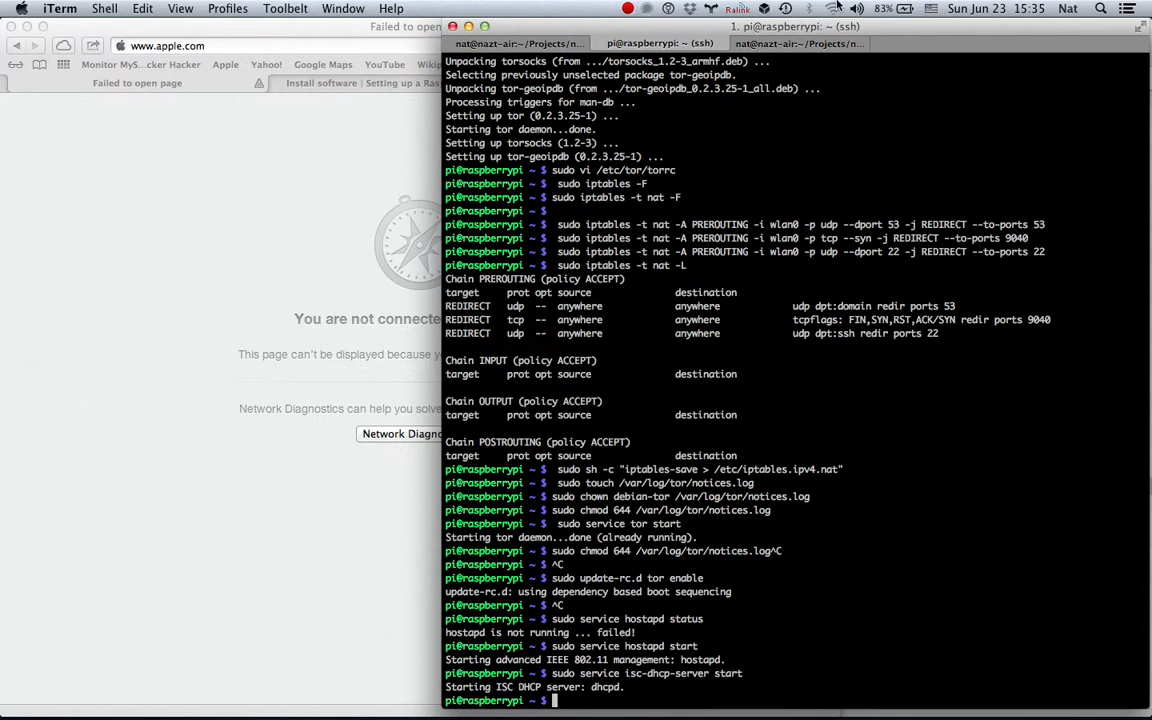 iTerm Shell Edit View Profiles Toolbelt Window Help Ralink 83% Sun Jun 23 15:35 Nat
Failed to open page
www.apple.com
Monitor MyS...cker Hacker Apple Yahoo! Google Maps YouTube
Failed to open page Install software | Setting up a Ras
You are not connecte
This page can't be displayed because yo
Network Diagnostics can help you solve
Network Diagno
1. pi@raspberrypi: ~ (ssh)
nat@nazt-air:~/Projects/n... pi@raspberrypi: ~ (ssh) nat@nazt-air:~/Projects/n...
Unpacking torsocks (from .../torsocks_1.2-3_armhf.deb) ...
Selecting previously unselected package tor-geoipdb.
Unpacking tor-geoipdb (from .../tor-geoipdb_0.2.3.25-1_all.deb) ...
Processing triggers for man-db ...
Setting up tor (0.2.3.25-1) ...
Starting tor daemon...done.
Setting up torsocks (1.2-3) ...
Setting up tor-geoipdb (0.2.3.25-1) ...
pi@raspberrypi ~ $ sudo vi /etc/tor/torrc
pi@raspberrypi ~ $ sudo iptables -F
pi@raspberrypi ~ $ sudo iptables -t nat -F
pi@raspberrypi ~ $
pi@raspberrypi ~ $ sudo iptables -t nat -A PREROUTING -i wlan0 -p udp --dport 53 -j REDIRECT --to-ports 53
pi@raspberrypi ~ $ sudo iptables -t nat -A PREROUTING -i wlan0 -p tcp --syn -j REDIRECT --to-ports 9040
pi@raspberrypi ~ $ sudo iptables -t nat -A PREROUTING -i wlan0 -p udp --dport 22 -j REDIRECT --to-ports 22
pi@raspberrypi ~ $ sudo iptables -t nat -L
Chain PREROUTING (policy ACCEPT)
target prot opt source destination
REDIRECT udp -- anywhere anywhere udp dpt:domain redir ports 53
REDIRECT tcp -- anywhere anywhere tcpflags: FIN,SYN,RST,ACK/SYN redir ports 9040
REDIRECT udp -- anywhere anywhere udp dpt:ssh redir ports 22
Chain INPUT (policy ACCEPT)
target prot opt source destination
Chain OUTPUT (policy ACCEPT)
target prot opt source destination
Chain POSTROUTING (policy ACCEPT)
target prot opt source destination
pi@raspberrypi ~ $ sudo sh -c "iptables-save > /etc/iptables.ipv4.nat"
pi@raspberrypi ~ $ sudo touch /var/log/tor/notices.log
pi@raspberrypi ~ $ sudo chown debian-tor /var/log/tor/notices.log
pi@raspberrypi ~ $ sudo chmod 644 /var/log/tor/notices.log
pi@raspberrypi ~ $ sudo service tor start
Starting tor daemon...done (already running).
pi@raspberrypi ~ $ sudo chmod 644 /var/log/tor/notices.log^C
pi@raspberrypi ~ $ ^C
pi@raspberrypi ~ $ sudo update-rc.d tor enable
update-rc.d: using dependency based boot sequencing
pi@raspberrypi ~ $ ^C
pi@raspberrypi ~ $ sudo service hostapd status
hostapd is not running ... failed!
pi@raspberrypi ~ $ sudo service hostapd start
Starting advanced IEEE 802.11 management: hostapd.
pi@raspberrypi ~ $ sudo service isc-dhcp-server start
Starting ISC DHCP server: dhcpd.
pi@raspberrypi ~ $